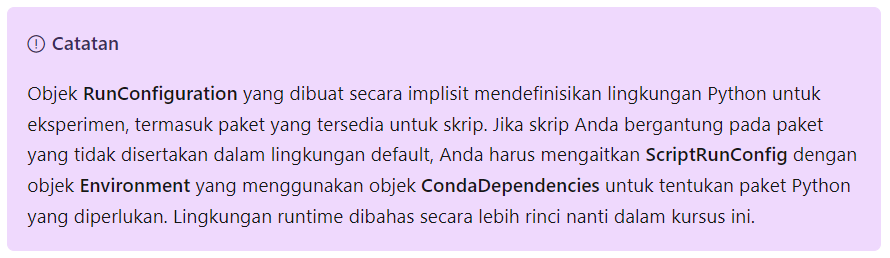 Catatan
Objek RunConfiguration yang dibuat secara implisit mendefinisikan lingkungan Python untuk
eksperimen, termasuk paket yang tersedia untuk skrip. Jika skrip Anda bergantung pada paket
yang tidak disertakan dalam lingkungan default, Anda harus mengaitkan ScriptRunConfig dengan
objek Environment yang menggunakan objek CondaDependencies untuk tentukan paket Python
yang diperlukan. Lingkungan runtime dibahas secara lebih rinci nanti dalam kursus ini.